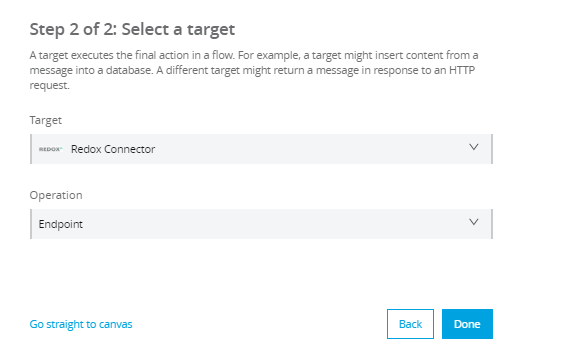 Step 2 of 2: Select a target
A target executes the final action in a flow. For example, a target might insert content from a
message into a database. A different target might return a message in response to an HTTP
request.
Target
REDOX Redox Connector
Operation
Endpoint
Go straight to canvas
Back
Done